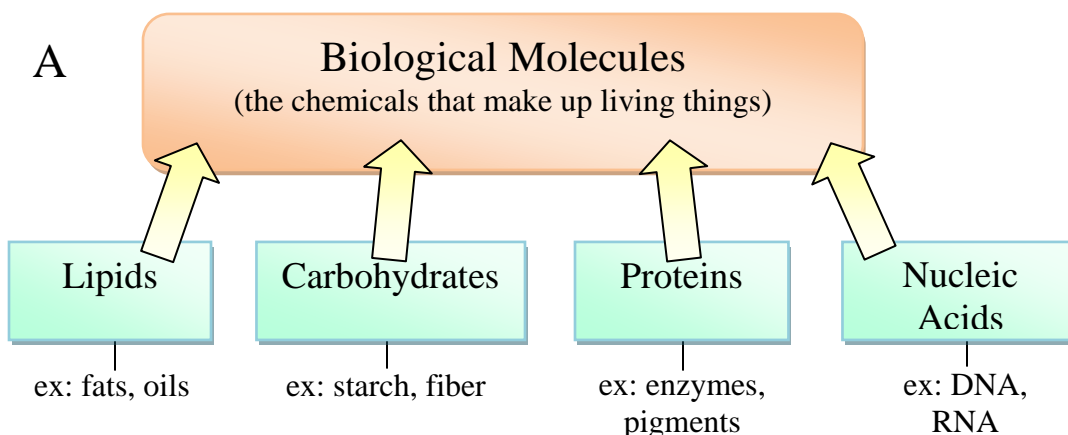 A
Biological Molecules
(the chemicals that make up living things)
Lipids
Carbohydrates
Proteins
Nucleic
Acids
ex: fats, oils
ex: starch, fiber
ex: enzymes,
pigments
ex: DNA,
RNA